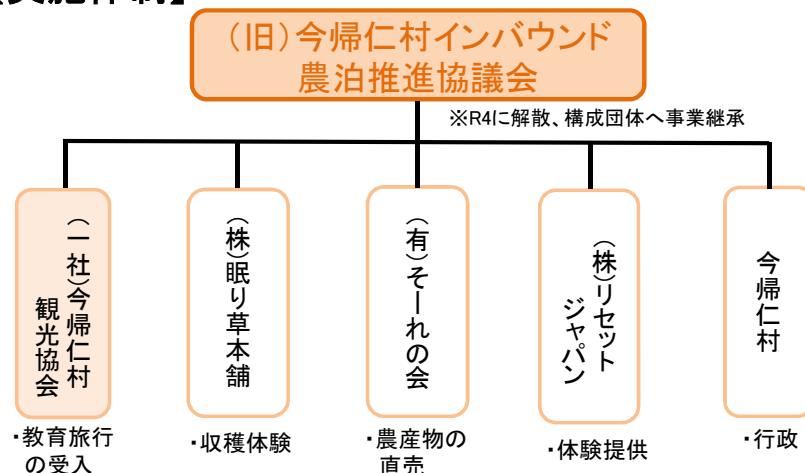 （旧）今帰仁村インバウンド
農泊推進協議会
※R4に解散、構成団体へ事業継承
（一社）今帰仁村
観光協会
（株）眠り草本舗
（有）そーれの会
（株）リセット
ジャパン
今帰仁村
・教育旅行
の受入
・収穫体験
・農産物の
直売
・体験提供
・行政